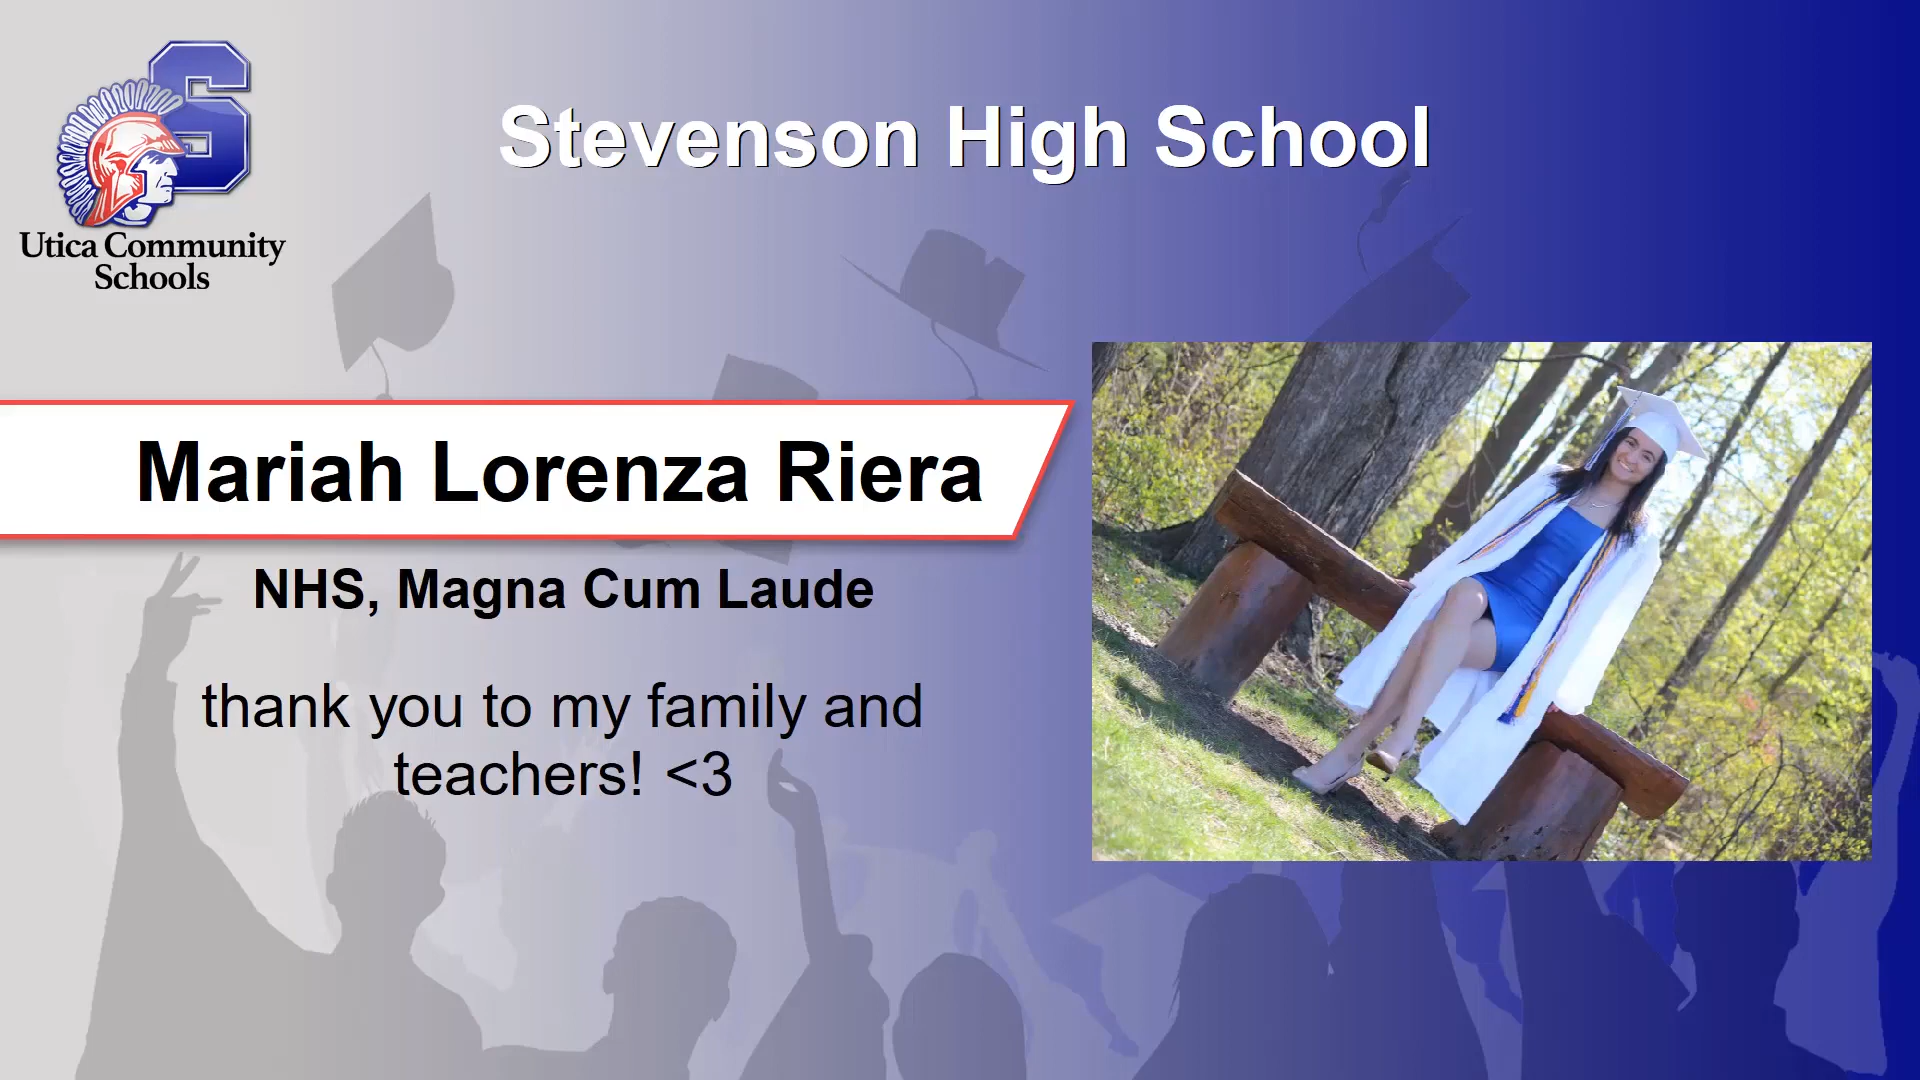 S
Utica Community
Schools
Stevenson High School
Mariah Lorenza Riera
NHS, Magna Cum Laude
thank you to my family and
teachers! <3